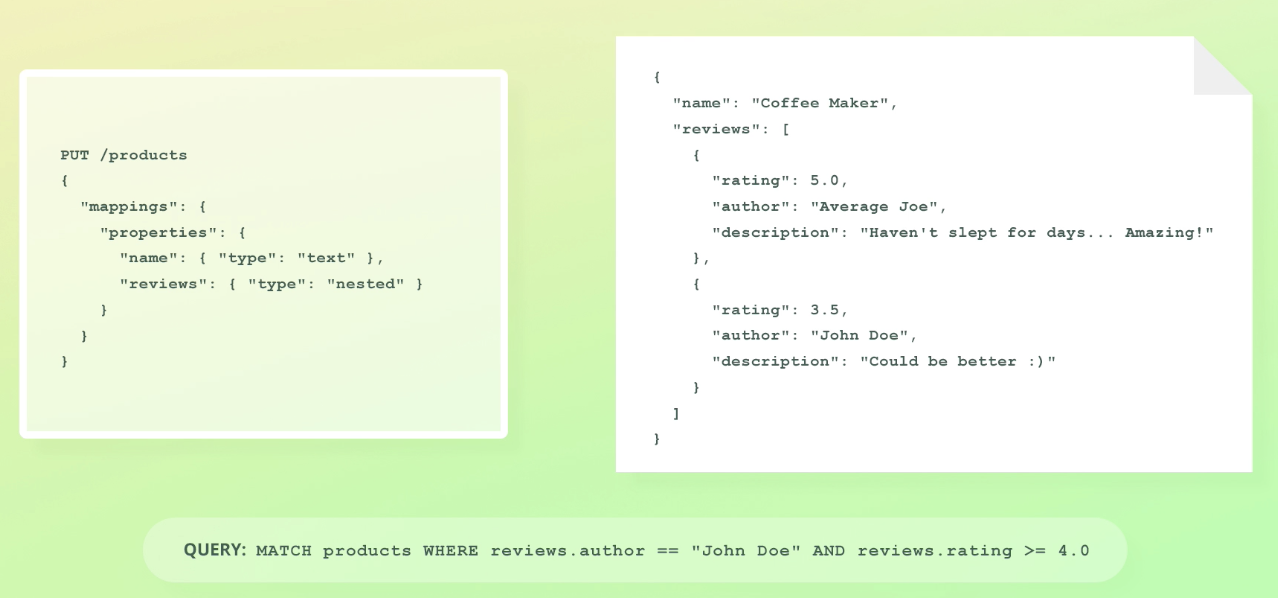 PUT /products
{
  "mappings": {
    "properties": {
      "name": { "type": "text" },
      "reviews": { "type": "nested" }
    }
  }
}
{
  "name": "Coffee Maker",
  "reviews": [
    {
      "rating": 5.0,
      "author": "Average Joe",
      "description": "Haven't slept for days... Amazing!"
    },
    {
      "rating": 3.5,
      "author": "John Doe",
      "description": "Could be better :)"
    }
  ]
}
QUERY: MATCH products WHERE reviews.author == "John Doe" AND reviews.rating >= 4.0